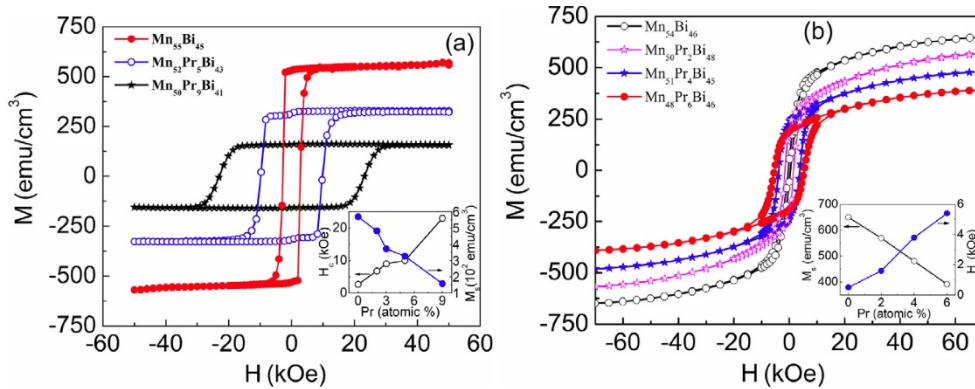 750
500
250
0
-250
-500
-750
M (emu/cm³)
-60 -40 -20 0 20 40 60
H (kOe)
(a)
Mn₅₅Bi₄₅
Mn₅₂Pr₅Bi₄₃
Mn₅₀Pr₉Bi₄₁
20
10
0
H꜀ (kOe)
0 3 6 9
Pr (atomic %)
6
5
4
3
2
1
Mₛ (10² emu/cm³)
750
500
250
0
-250
-500
-750
M (emu/cm³)
-60 -40 -20 0 20 40 60
H (kOe)
(b)
Mn₅₄Bi₄₆
Mn₅₀Pr₂Bi₄₈
Mn₅₁Pr₄Bi₄₅
Mn₄₈Pr₆Bi₄₆
700
600
500
400
Mₛ (emu/cm³)
0 2 4 6
Pr (atomic %)
6
5
4
3
2
1
0